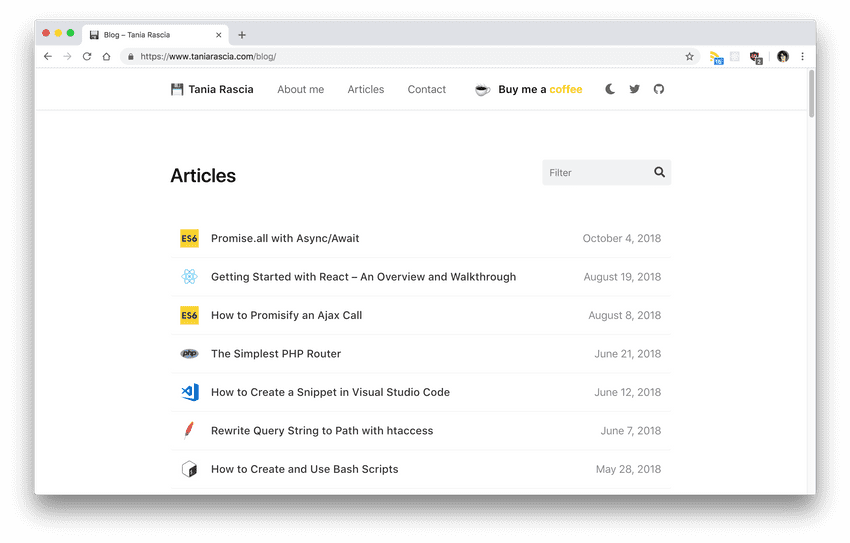 Blog – Tania Rascia
https://www.taniarascia.com/blog/
15
2
Tania Rascia About me Articles Contact Buy me a coffee
Articles
Filter
ES6 Promise.all with Async/Await October 4, 2018
Getting Started with React – An Overview and Walkthrough August 19, 2018
ES6 How to Promisify an Ajax Call August 8, 2018
php The Simplest PHP Router June 21, 2018
How to Create a Snippet in Visual Studio Code June 12, 2018
Rewrite Query String to Path with htaccess June 7, 2018
How to Create and Use Bash Scripts May 28, 2018